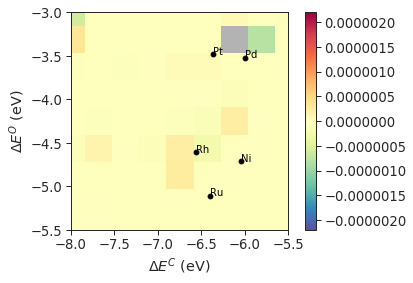 −3.0
−3.5
−4.0
−4.5
−5.0
−5.5
ΔE^O (eV)
Pt
Pd
Rh
Ni
Ru
−8.0 −7.5 −7.0 −6.5 −6.0 −5.5
ΔE^C (eV)
0.0000020
0.0000015
0.0000010
0.0000005
0.0000000
−0.0000005
−0.0000010
−0.0000015
−0.0000020